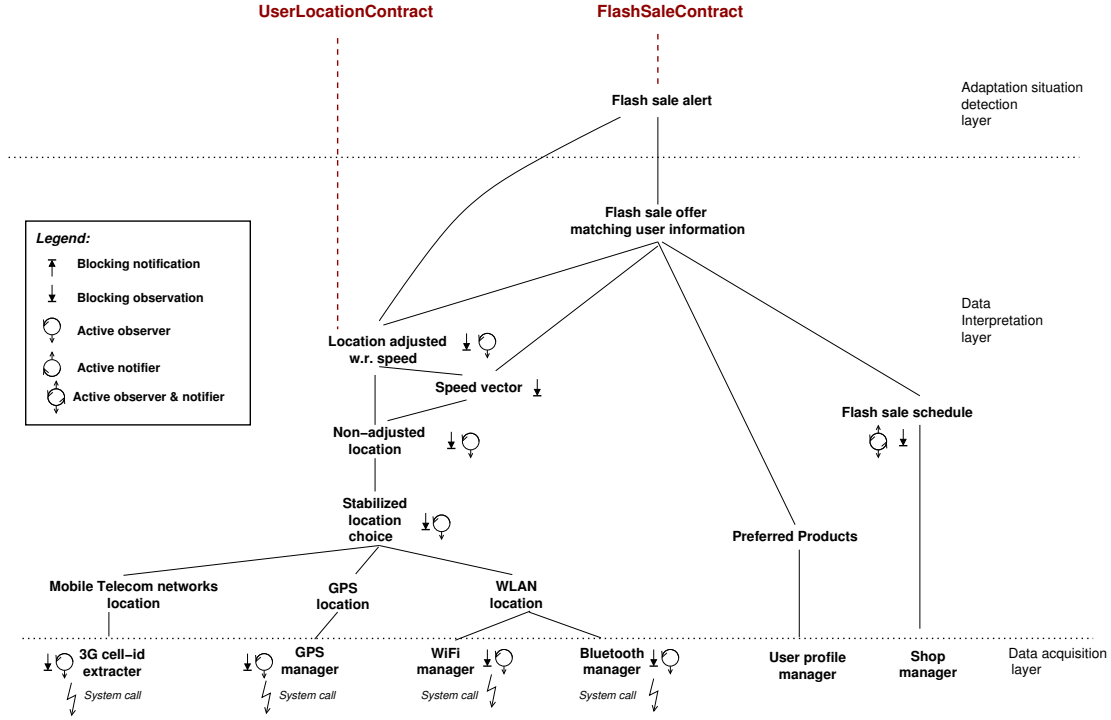 UserLocationContract
FlashSaleContract
Flash sale alert
Adaptation situation
detection
layer
Flash sale offer
matching user information
Legend:
Blocking notification
Blocking observation
Active observer
Active notifier
Active observer & notifier
Data
Interpretation
layer
Location adjusted
w.r. speed
Speed vector
Flash sale schedule
Non−adjusted
location
Stabilized
location
choice
Preferred Products
Mobile Telecom networks
location
GPS
location
WLAN
location
3G cell−id
extracter
System call
GPS
manager
System call
WiFi
manager
System call
Bluetooth
manager
System call
User profile
manager
Shop
manager
Data acquisition
layer